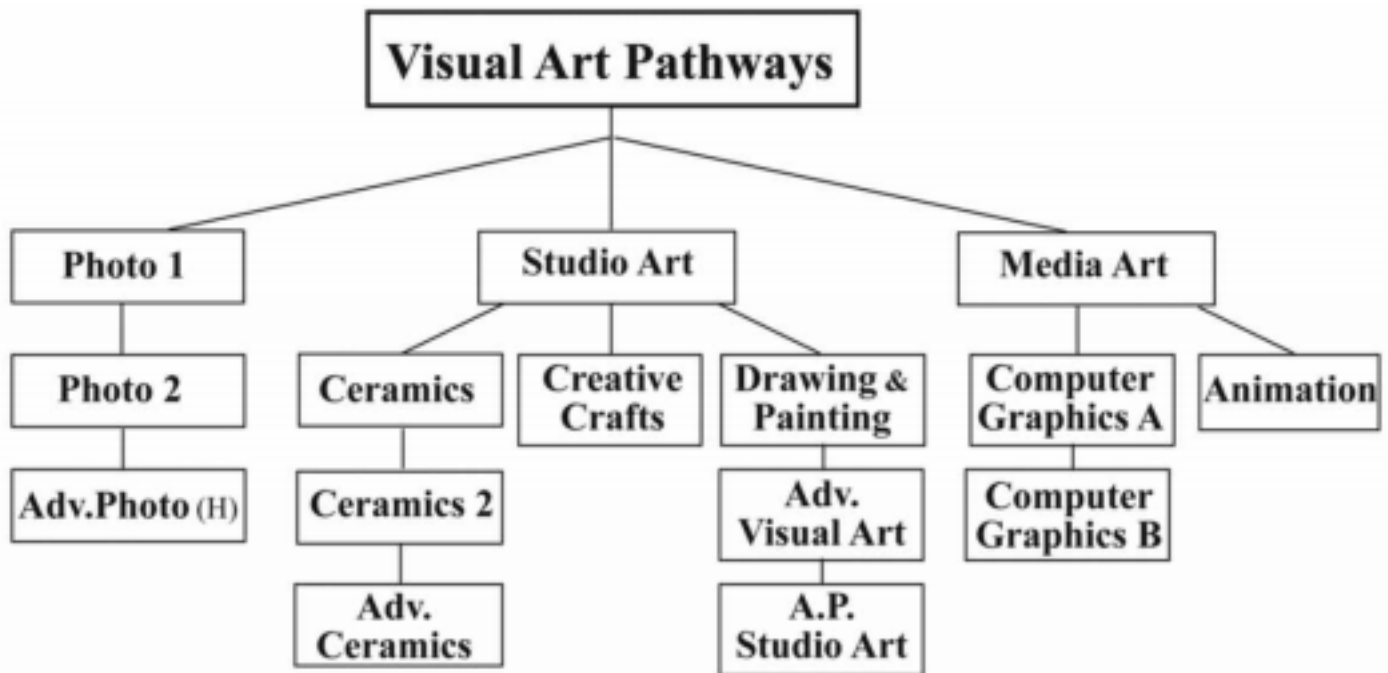 Visual Art Pathways
Photo 1
Studio Art
Media Art
Photo 2
Ceramics
Creative
Crafts
Drawing &
Painting
Computer
Graphics A
Animation
Adv.Photo (H)
Ceramics 2
Adv.
Visual Art
Computer
Graphics B
Adv.
Ceramics
A.P.
Studio Art